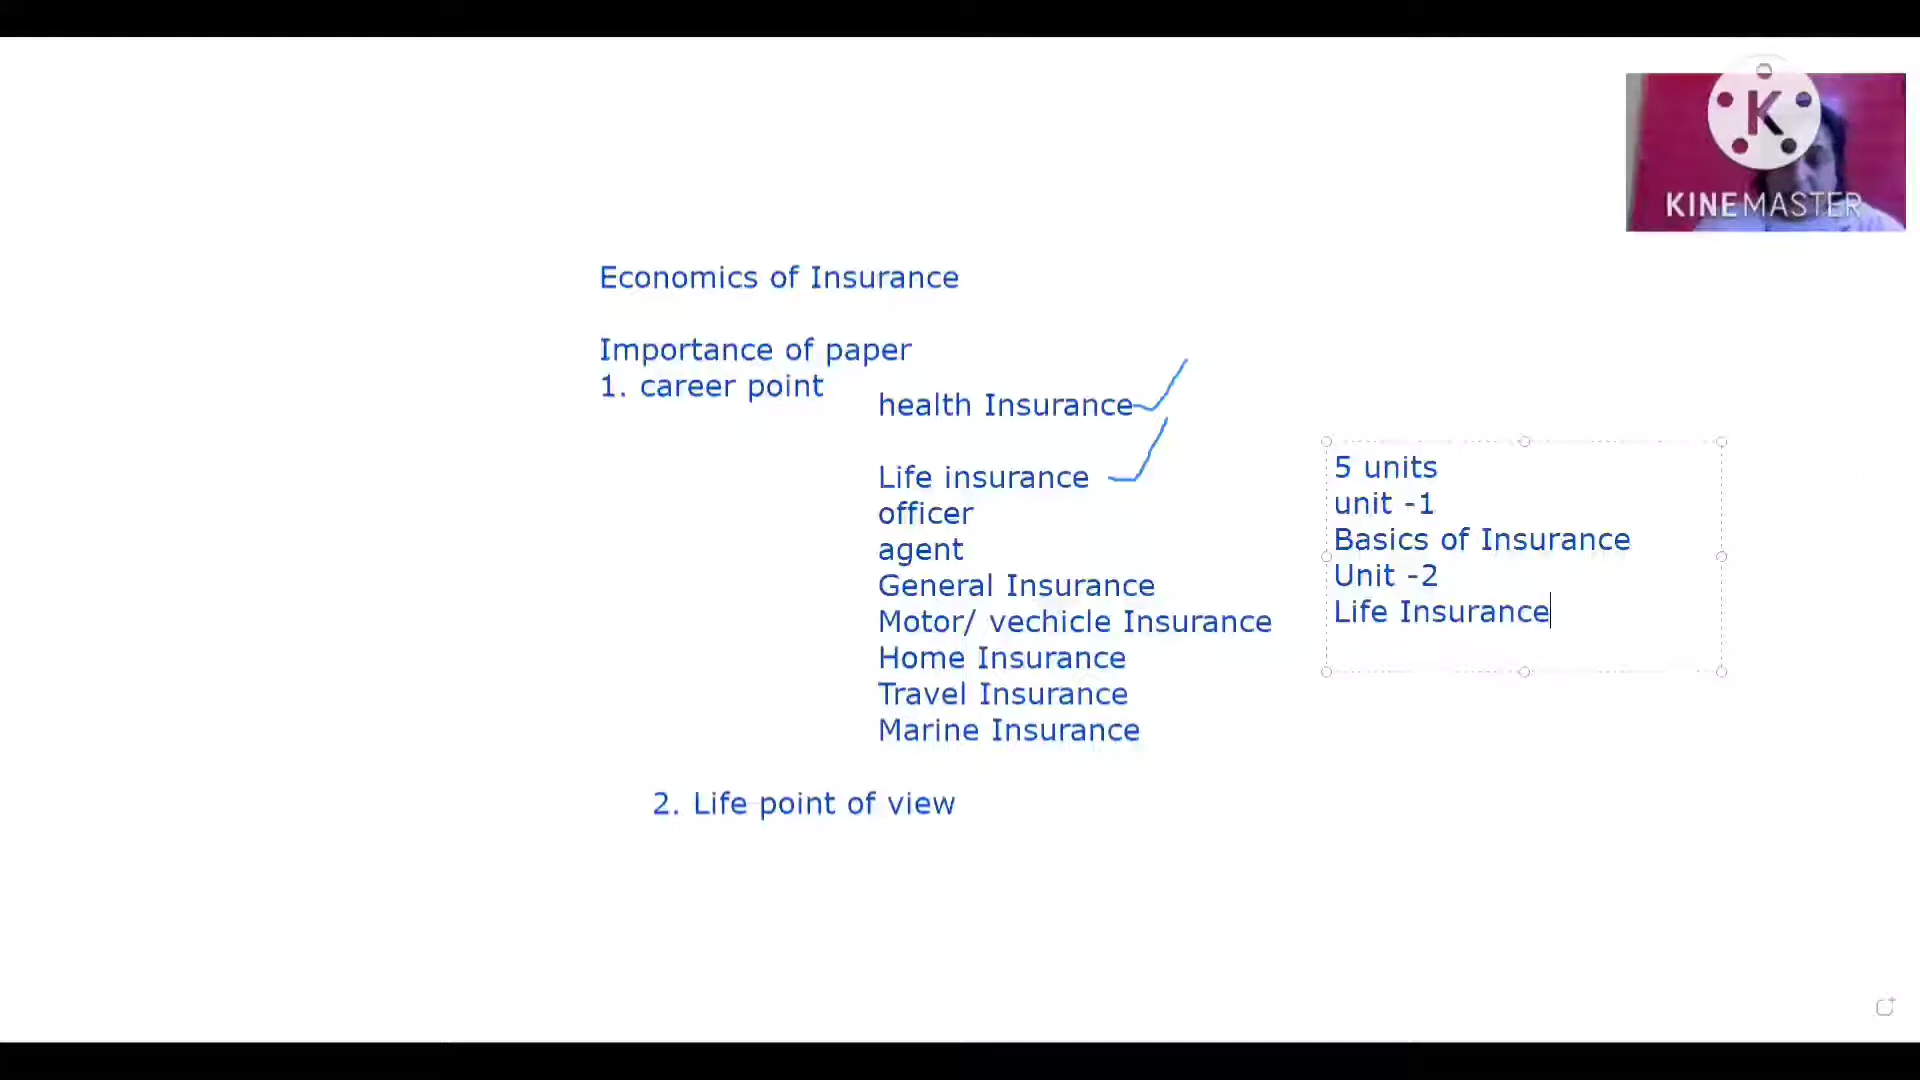 K
KINEMASTER
Economics of Insurance
Importance of paper
1. career point
health Insurance
Life insurance
officer
agent
General Insurance
Motor/ vechicle Insurance
Home Insurance
Travel Insurance
Marine Insurance
2. Life point of view
5 units
unit -1
Basics of Insurance
Unit -2
Life Insurance